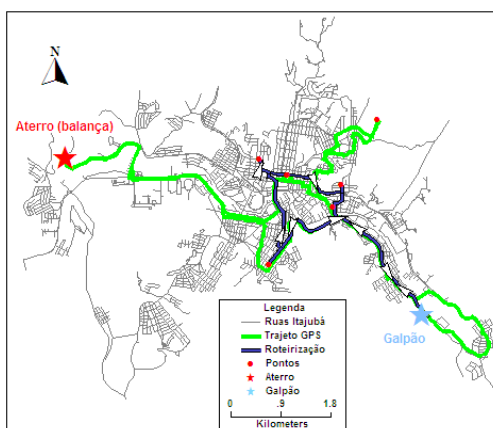 N
Aterro (balança)
Galpão
Legenda
Ruas Itajubá
Trajeto GPS
Roteirização
Pontos
Aterro
Galpão
0 .9 1.8
Kilometers